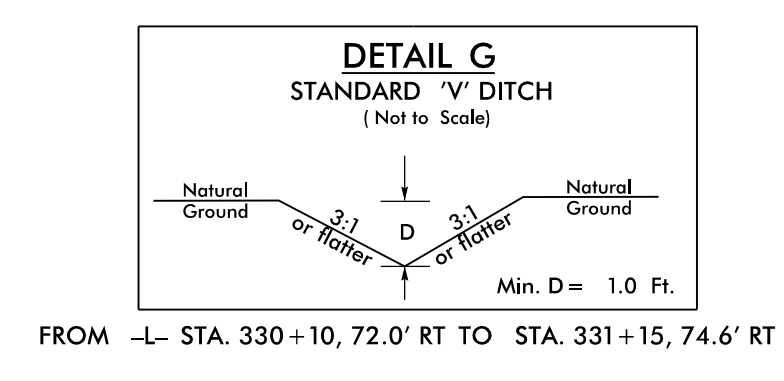 DETAIL G
STANDARD 'V' DITCH
( Not to Scale)
Natural
Ground
3:1
or flatter
D
3:1
or flatter
Natural
Ground
Min. D = 1.0 Ft.
FROM -L- STA. 330+10, 72.0' RT TO STA. 331+15, 74.6' RT